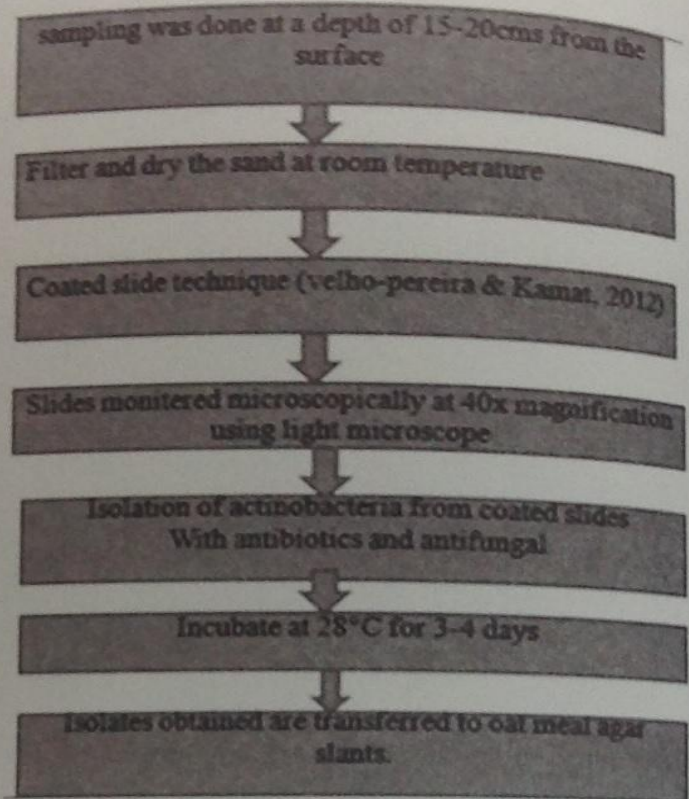 sampling was done at a depth of 15-20cms from the
surface
Filter and dry the sand at room temperature
Coated slide technique (velho-pereira & Kamat, 2012)
Slides monitered microscopically at 40x magnification
using light microscope
Isolation of actinobacteria from coated slides
With antibiotics and antifungal
Incubate at 28°C for 3-4 days
Isolates obtained are transferred to oat meal agar
slants.